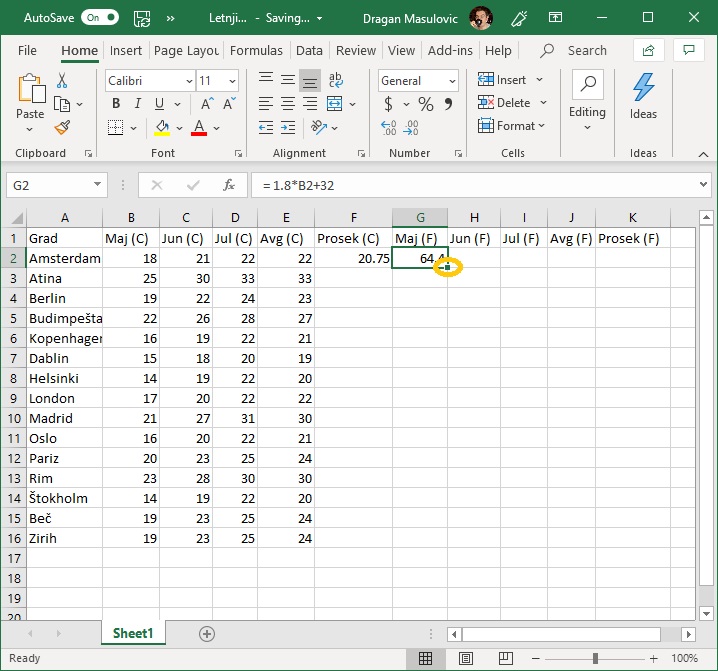 AutoSave On Letnji... - Saving... Dragan Masulovic
File Home Insert Page Layou Formulas Data Review View Add-ins Help Search
Paste
Clipboard
Calibri 11
B I U A A
A
Font
ab
Alignment
General
$ % 9
Number
Insert
Delete
Format
Cells
Editing
Ideas
Ideas
G2 fx =1.8*B2+32
A B C D E F G H I J K
1 Grad Maj (C) Jun (C) Jul (C) Avg (C) Prosek (C) Maj (F) Jun (F) Jul (F) Avg (F) Prosek (F)
2 Amsterdam 18 21 22 22 20.75 64.4
3 Atina 25 30 33 33
4 Berlin 19 22 24 23
5 Budimpešta 22 26 28 27
6 Kopenhagen 16 19 22 21
7 Dablin 15 18 20 19
8 Helsinki 14 19 22 20
9 London 17 20 22 22
10 Madrid 21 27 31 30
11 Oslo 16 20 22 21
12 Pariz 20 23 25 24
13 Rim 23 28 30 30
14 Štokholm 14 19 22 20
15 Beč 19 23 25 24
16 Zirih 19 23 25 24
17
18
19
20
Sheet1
Ready 100%